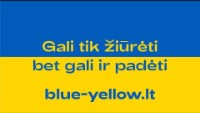 Gali tik žiūrėti
bet gali ir padėti
blue-yellow.lt